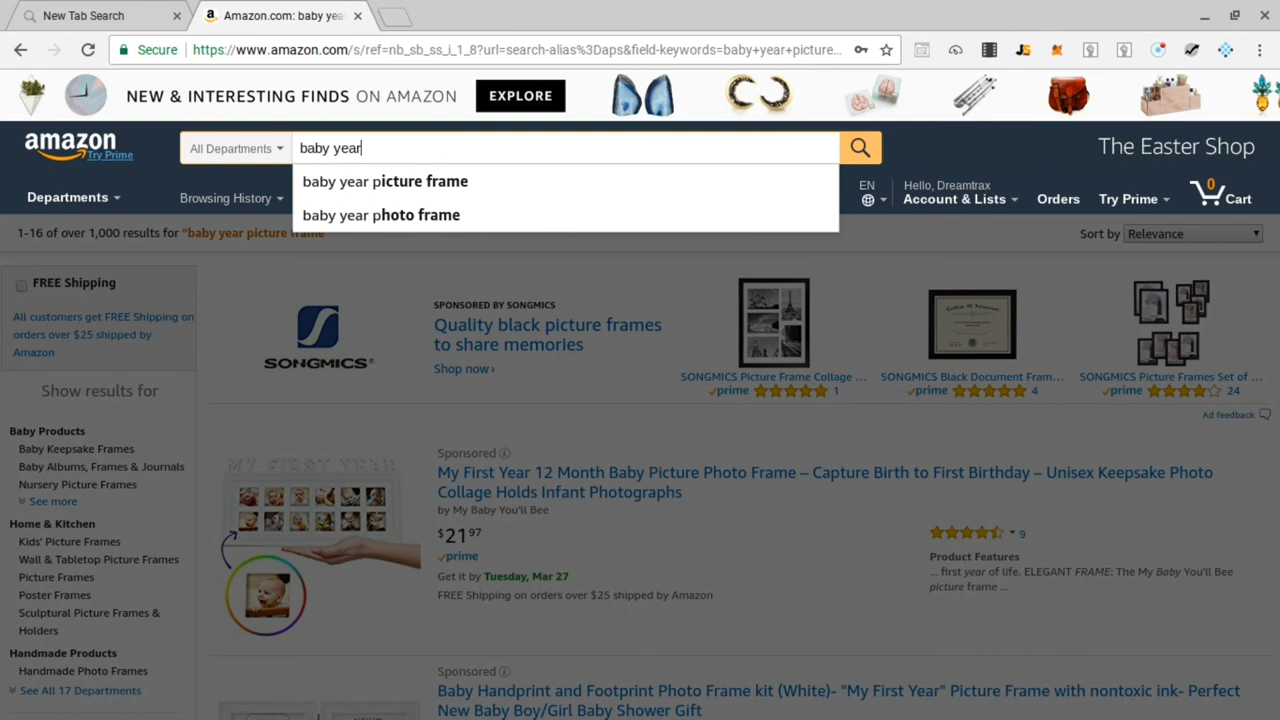 New Tab Search
Amazon.com: baby yea
Secure
https://www.amazon.com/s/ref=nb_sb_ss_i_1_8?url=search-alias%3Daps&field-keywords=baby+year+picture...
JS
NEW & INTERESTING FINDS ON AMAZON
EXPLORE
amazon
Try Prime
All Departments
baby year
The Easter Shop
baby year picture frame
baby year photo frame
Departments
Browsing History
EN
Hello, Dreamtrax
Account & Lists
Orders
Try Prime
0
Cart
1-16 of over 1,000 results for "baby year picture frame"
Sort by Relevance
FREE Shipping
All customers get FREE Shipping on
orders over $25 shipped by
Amazon
Show results for
Baby Products
Baby Keepsake Frames
Baby Albums, Frames & Journals
Nursery Picture Frames
See more
Home & Kitchen
Kids' Picture Frames
Wall & Tabletop Picture Frames
Picture Frames
Poster Frames
Sculptural Picture Frames &
Holders
Handmade Products
Handmade Photo Frames
See All 17 Departments
SONGMICS®
SPONSORED BY SONGMICS
Quality black picture frames
to share memories
Shop now ›
SONGMICS Picture Frame Collage ...
prime 1
SONGMICS Black Document Fram...
prime 4
SONGMICS Picture Frames Set of ...
prime 24
Ad feedback
Sponsored
MY FIRST YEAR
My First Year 12 Month Baby Picture Photo Frame – Capture Birth to First Birthday – Unisex Keepsake Photo
Collage Holds Infant Photographs
by My Baby You'll Be
$21 97
prime
Get it by Tuesday, Mar 27
FREE Shipping on orders over $25 shipped by Amazon
9
Product Features
... first year of life. ELEGANT FRAME: The My Baby You'll Be
picture frame ...
Sponsored
Baby Handprint and Footprint Photo Frame kit (White)- "My First Year" Picture Frame with nontoxic ink- Perfect
New Baby Boy/Girl Baby Shower Gift